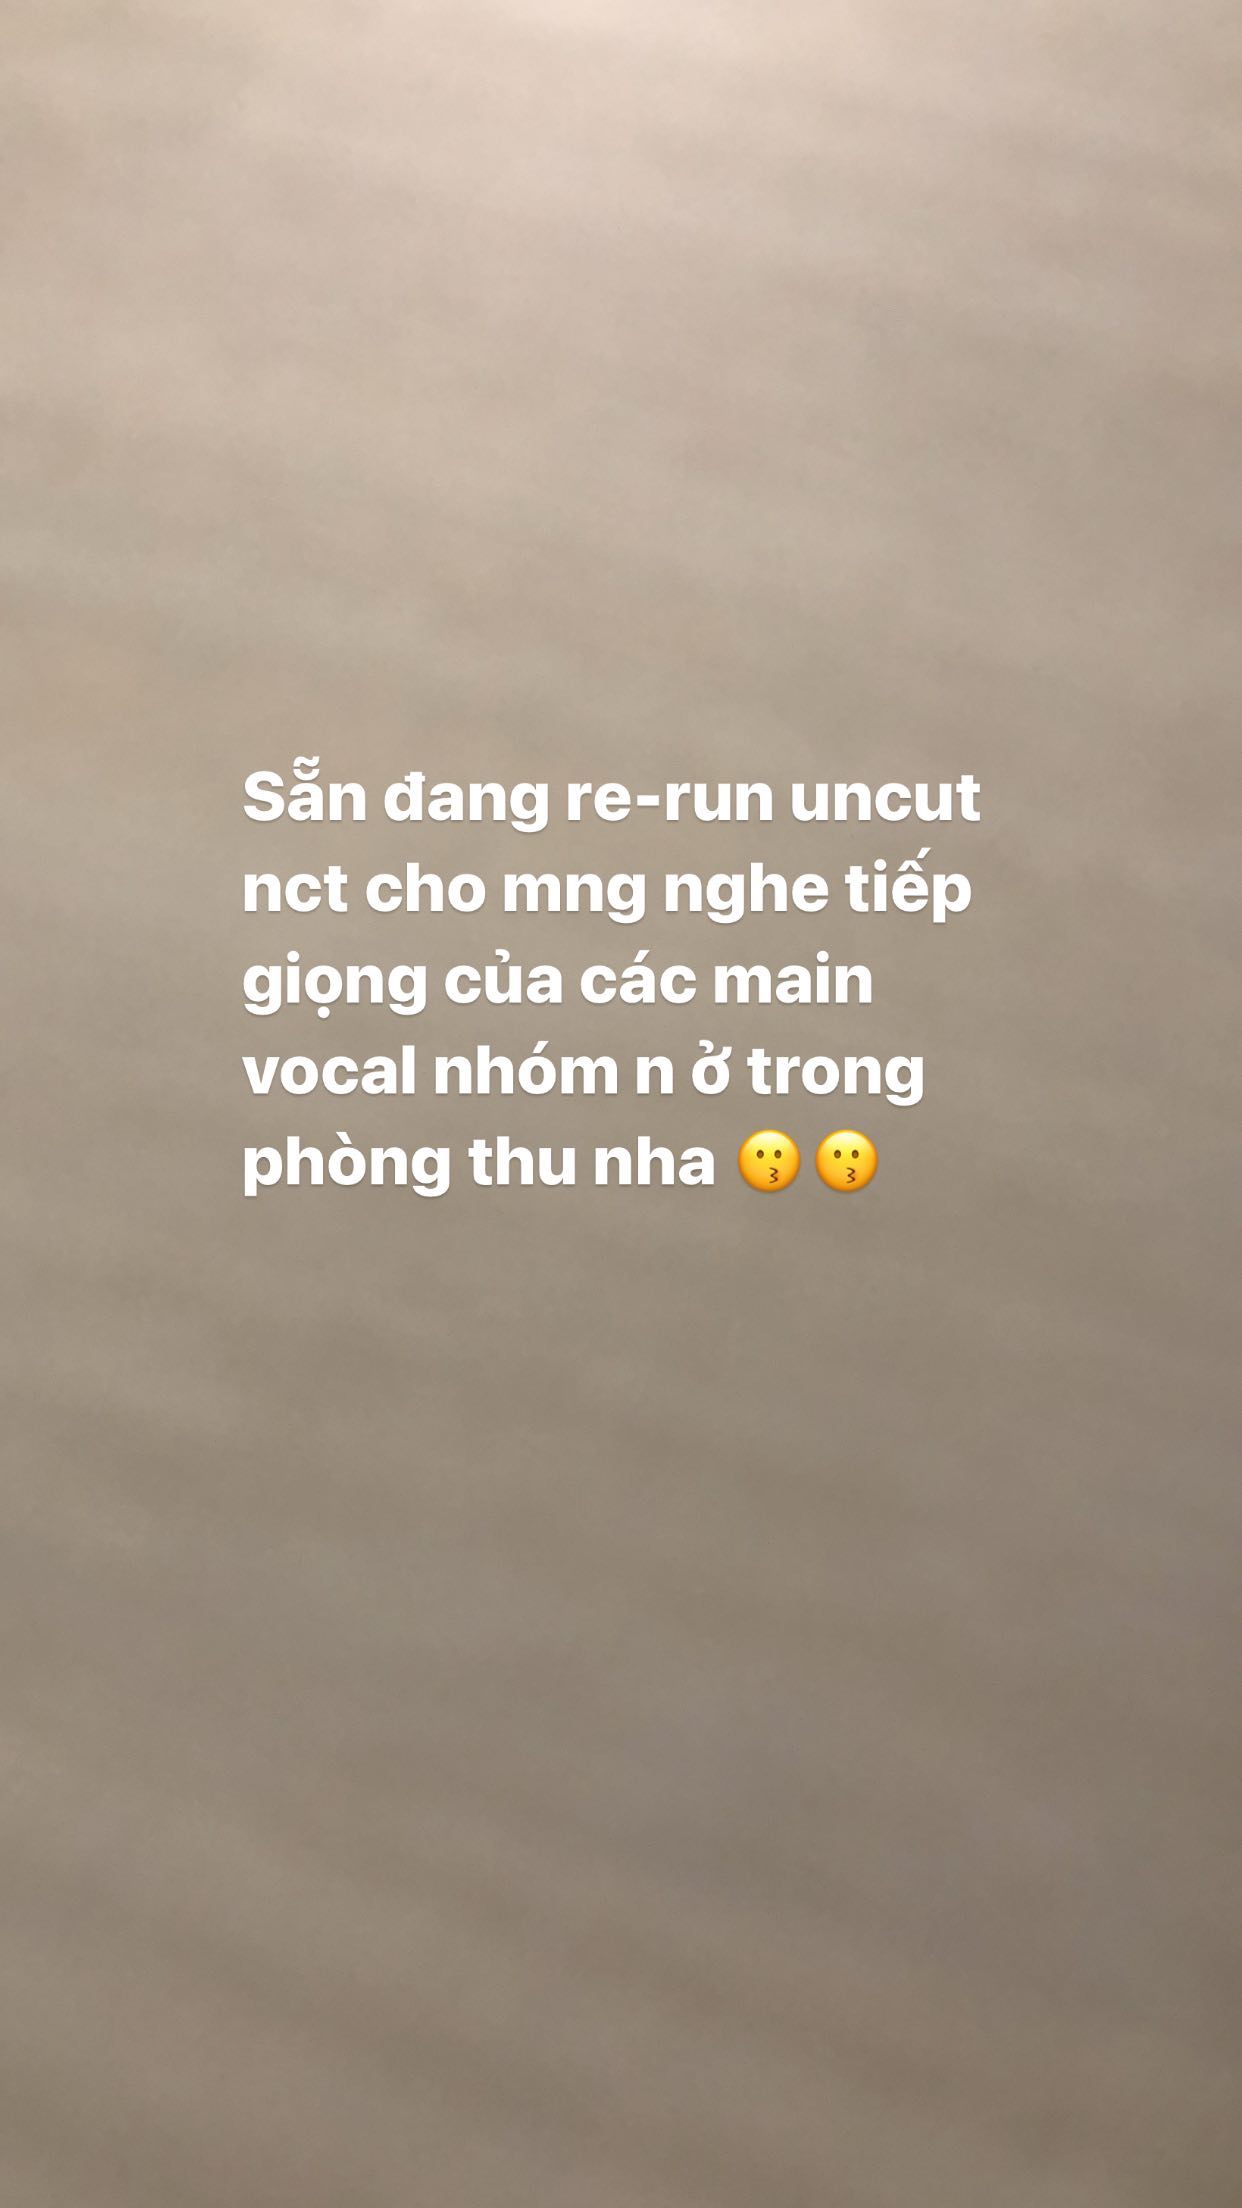 Sẵn đang re-run uncut
nct cho mng nghe tiếp
giọng của các main
vocal nhóm n ở trong
phòng thu nha 😗😗